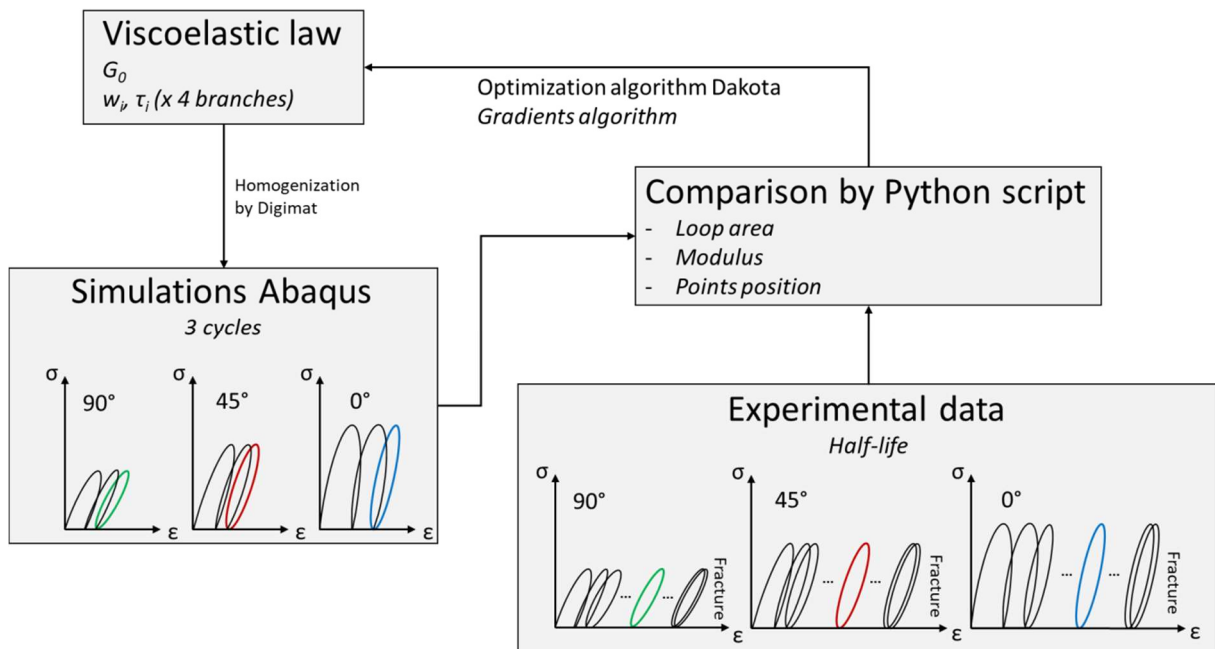 Viscoelastic law
G0
wi, τi (x 4 branches)
Optimization algorithm Dakota
Gradients algorithm
Homogenization
by Digimat
Comparison by Python script
- Loop area
- Modulus
- Points position
Simulations Abaqus
3 cycles
σ
90°
ε
σ
45°
ε
σ
0°
ε
Experimental data
Half-life
σ
90°
...
...
Fracture
ε
σ
45°
...
...
Fracture
ε
σ
0°
...
...
Fracture
ε